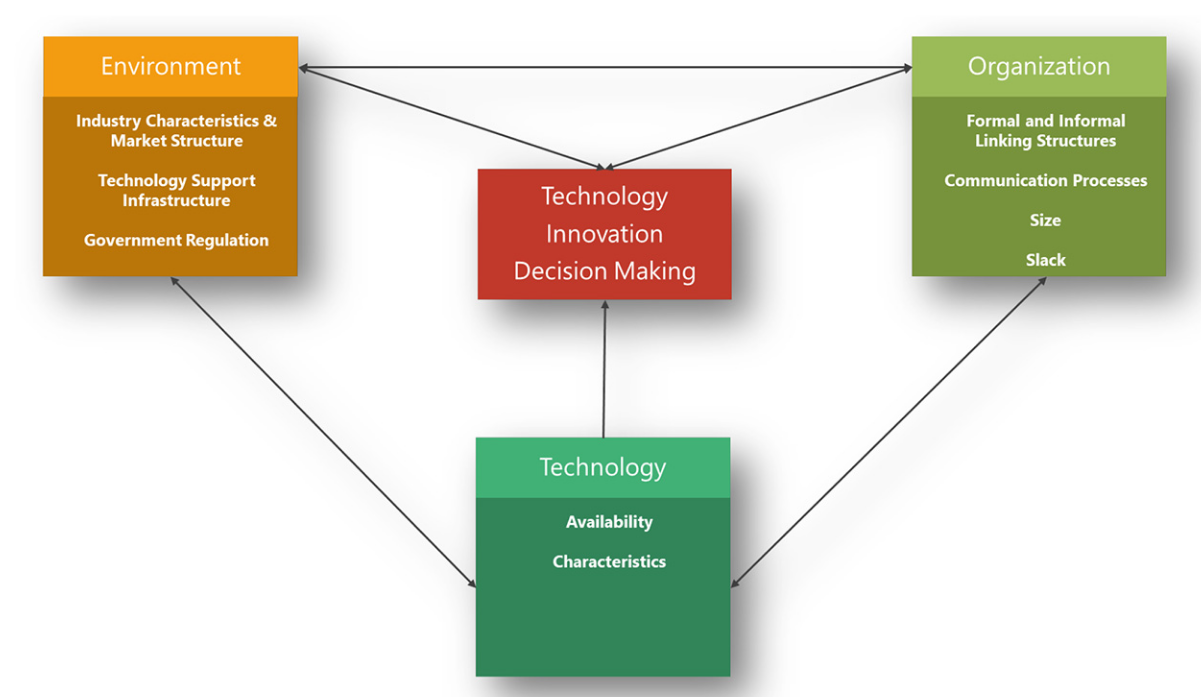 Environment
Industry Characteristics &
Market Structure
Technology Support
Infrastructure
Government Regulation
Organization
Formal and Informal
Linking Structures
Communication Processes
Size
Slack
Technology
Innovation
Decision Making
Technology
Availability
Characteristics